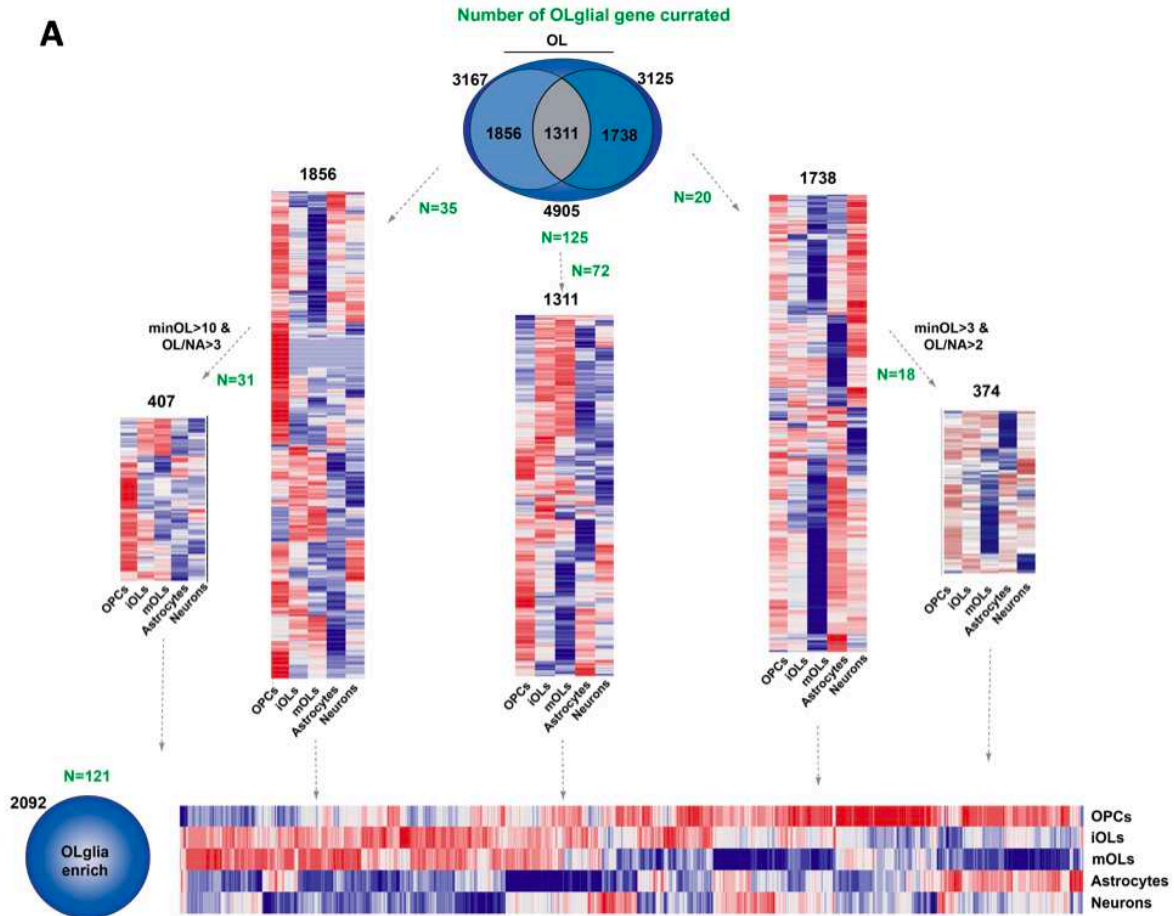 A
Number of OLglial gene currated
OL
3167
3125
1856
1311
1738
4905
1856
N=35
N=125
N=72
N=20
1738
1311
minOL>10 &
OL/NA>3
N=31
407
minOL>3 &
OL/NA>2
N=18
374
OPCs
iOLs
mOLs
Astrocytes
Neurons
OPCs
iOLs
mOLs
Astrocytes
Neurons
OPCs
iOLs
mOLs
Astrocytes
Neurons
OPCs
iOLs
mOLs
Astrocytes
Neurons
OPCs
iOLs
mOLs
Astrocytes
Neurons
N=121
2092
OLglia
enrich
OPCs
iOLs
mOLs
Astrocytes
Neurons